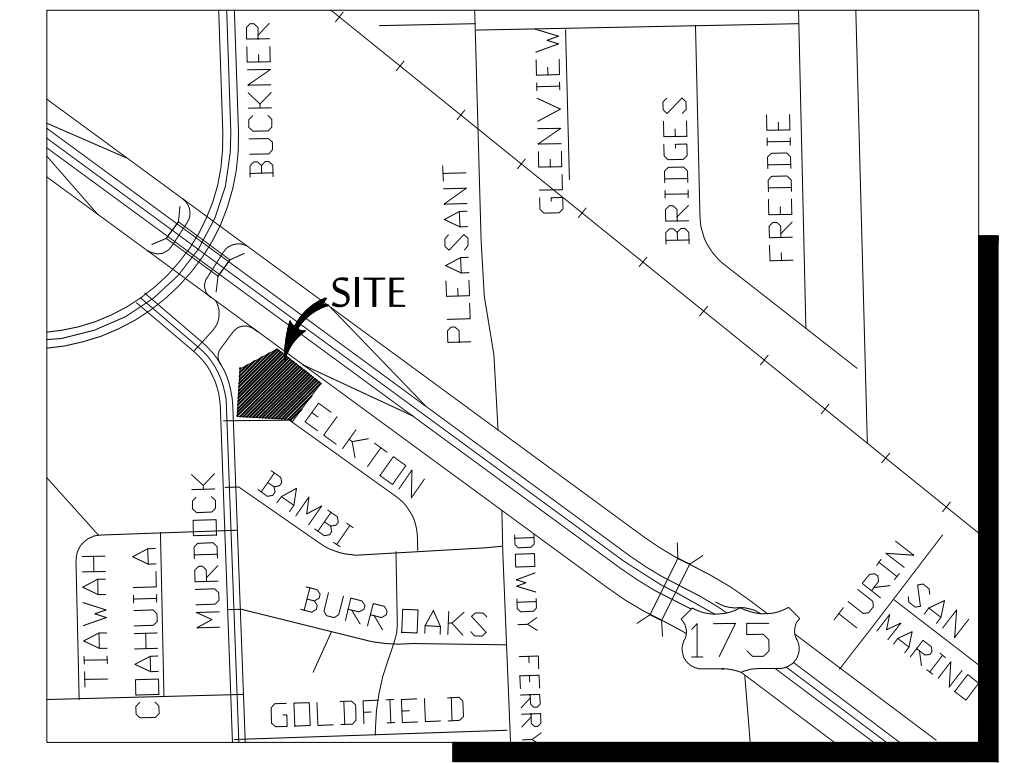 BUCKNER
GLENVIEW
BRIDGES
FREDDIE
PLEASANT
SITE
ELKTON
BAMBI
MURDOCK
TIAWAH
COAHUILA
BURR OAKS
GOLDFIELD
DOWDY FERRY
175
TURIN
SAN
MARINO